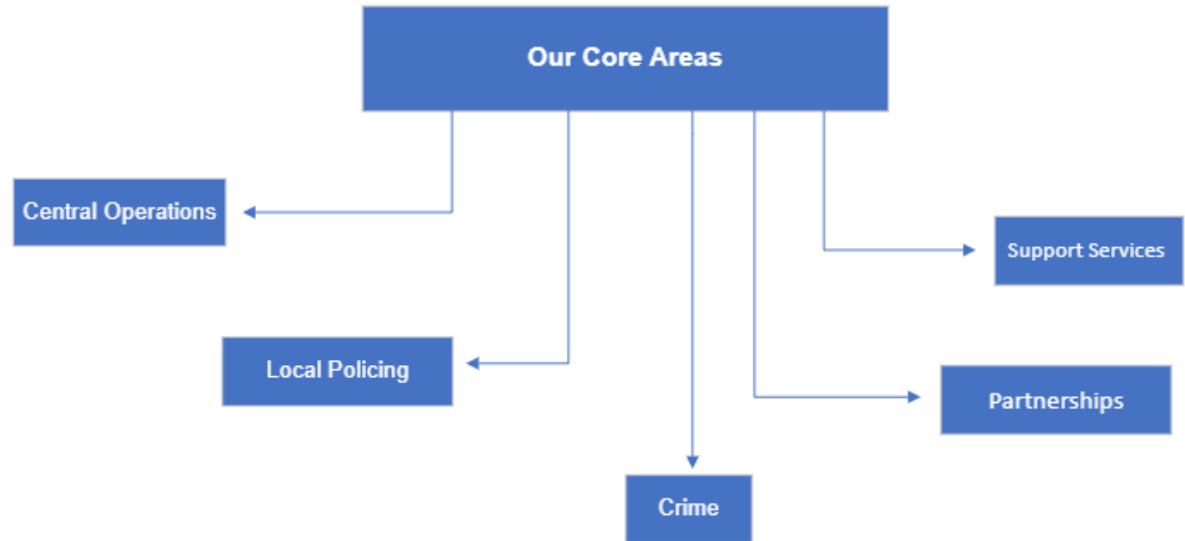 Our Core Areas
Central Operations
Support Services
Local Policing
Partnerships
Crime